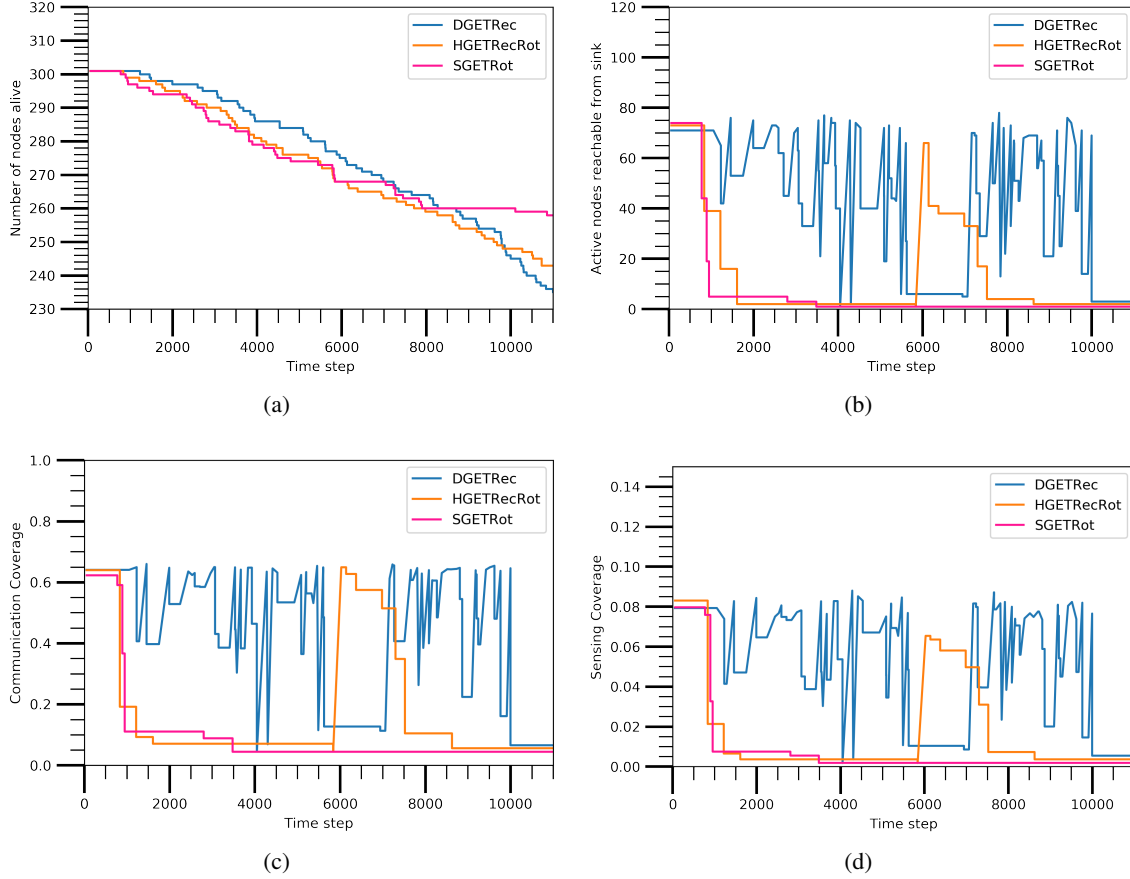 320
310
300
290
280
270
260
250
240
230
Number of nodes alive
0
2000
4000
6000
8000
10000
Time step
DGETRec
HGETRecRot
SGETRot
(a)
120
100
80
60
40
20
0
Active nodes reachable from sink
0
2000
4000
6000
8000
10000
Time step
DGETRec
HGETRecRot
SGETRot
(b)
1.0
0.8
0.6
0.4
0.2
0.0
Communication Coverage
0
2000
4000
6000
8000
10000
Time step
DGETRec
HGETRecRot
SGETRot
(c)
0.14
0.12
0.10
0.08
0.06
0.04
0.02
0.00
Sensing Coverage
0
2000
4000
6000
8000
10000
Time step
DGETRec
HGETRecRot
SGETRot
(d)